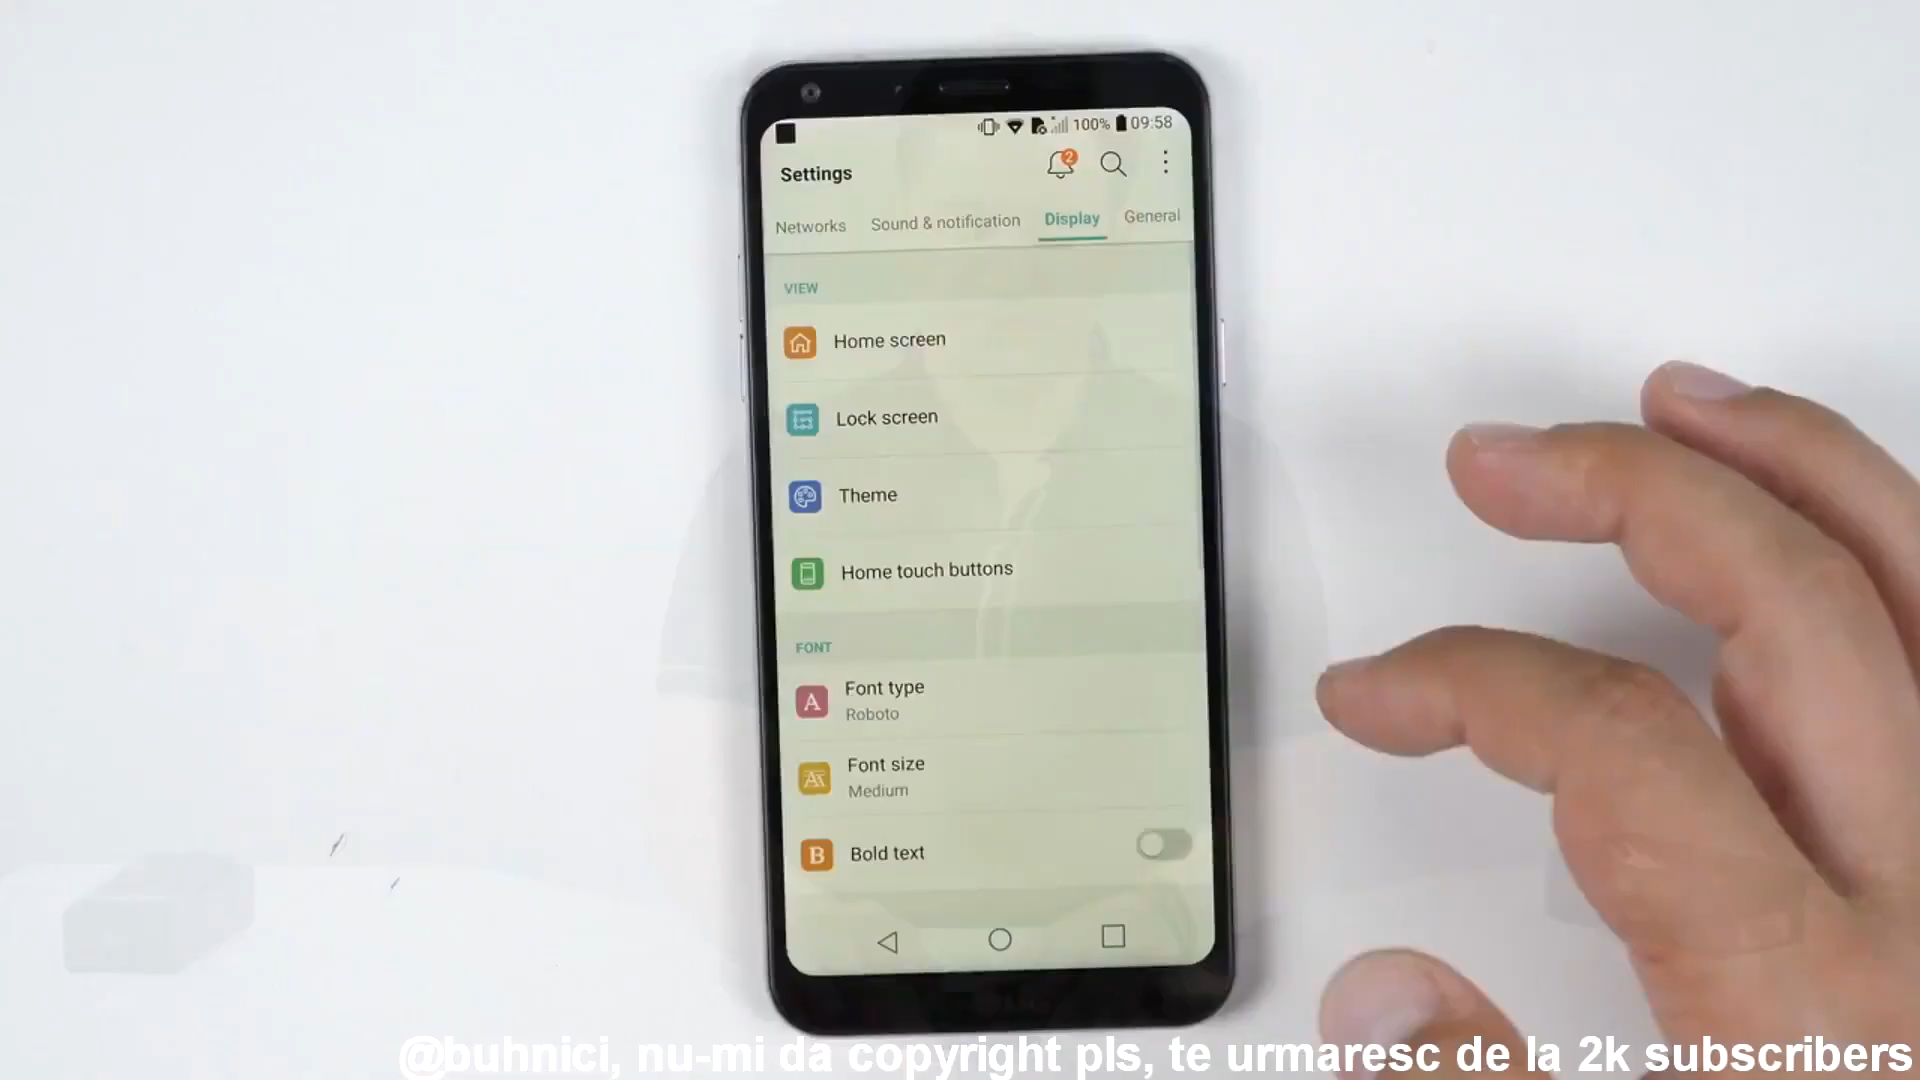 100% 09:58
Settings
2
Networks Sound & notification Display General
VIEW
Home screen
Lock screen
Theme
Home touch buttons
FONT
A Font type
Roboto
Font size
Medium
B Bold text
@buhnici, nu-mi da copyright pls, te urmaresc de la 2k subscribers